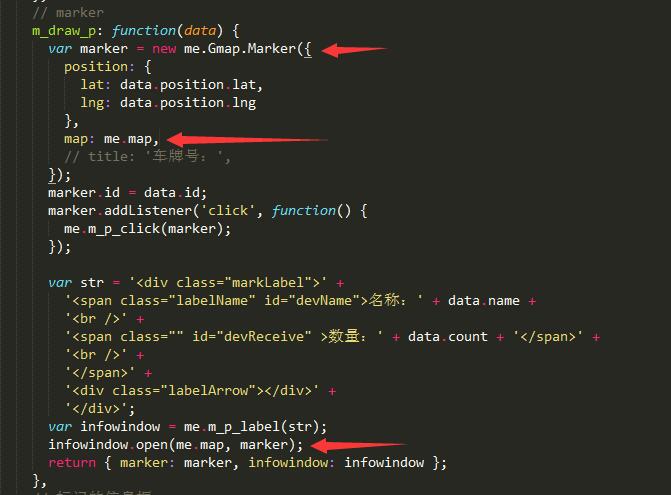 // marker
m_draw_p: function(data) {
var marker = new me.Gmap.Marker({
position: {
lat: data.position.lat,
lng: data.position.lng
},
map: me.map,
// title: '车牌号：',
});
marker.id = data.id;
marker.addListener('click', function() {
me.m_p_click(marker);
});
var str = '<div class="markLabel">' +
'<span class="labelName" id="devName">名称：' + data.name +
'<br />' +
'<span class="" id="devReceive" >数量：' + data.count + '</span>' +
'<br />' +
'</span>' +
'<div class="labelArrow"></div>' +
'</div>';
var infowindow = me.m_p_label(str);
infowindow.open(me.map, marker);
return { marker: marker, infowindow: infowindow };
},